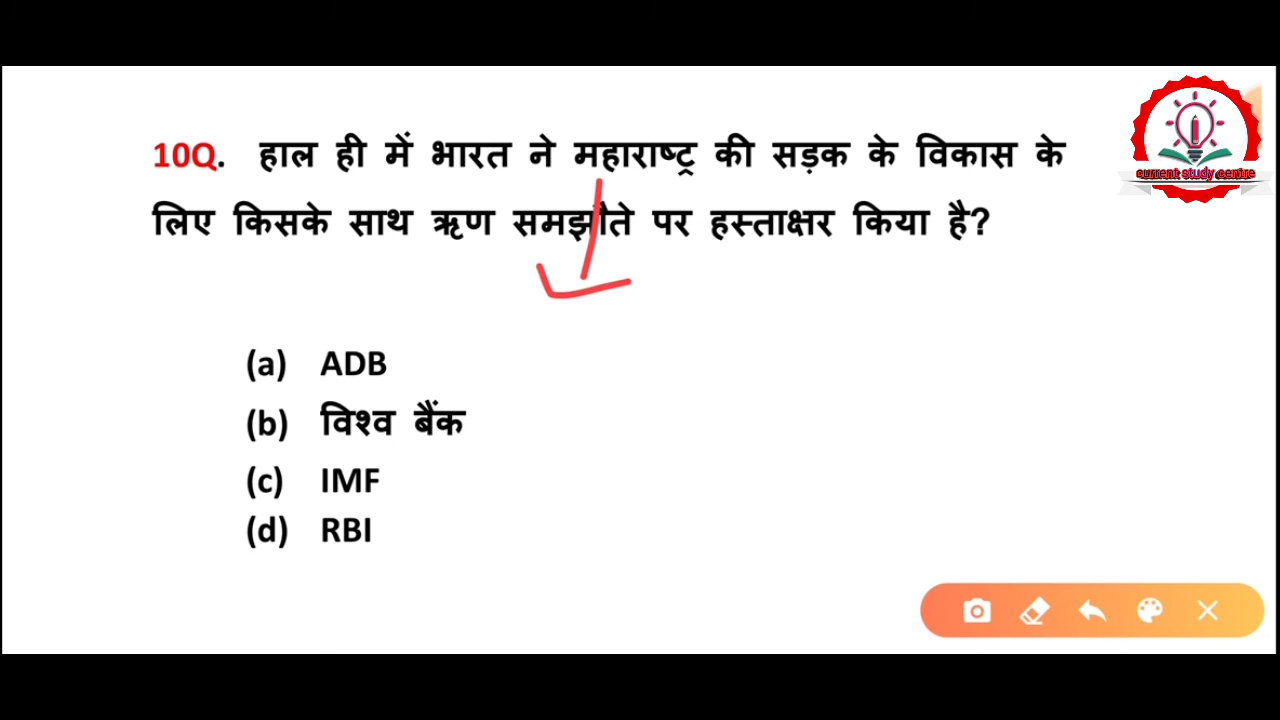 10Q. हाल ही में भारत ने महाराष्ट्र की सड़क के विकास के
लिए किसके साथ ऋण समझौते पर हस्ताक्षर किया है?
(a) ADB
(b) विश्व बैंक
(c) IMF
(d) RBI
current study centre